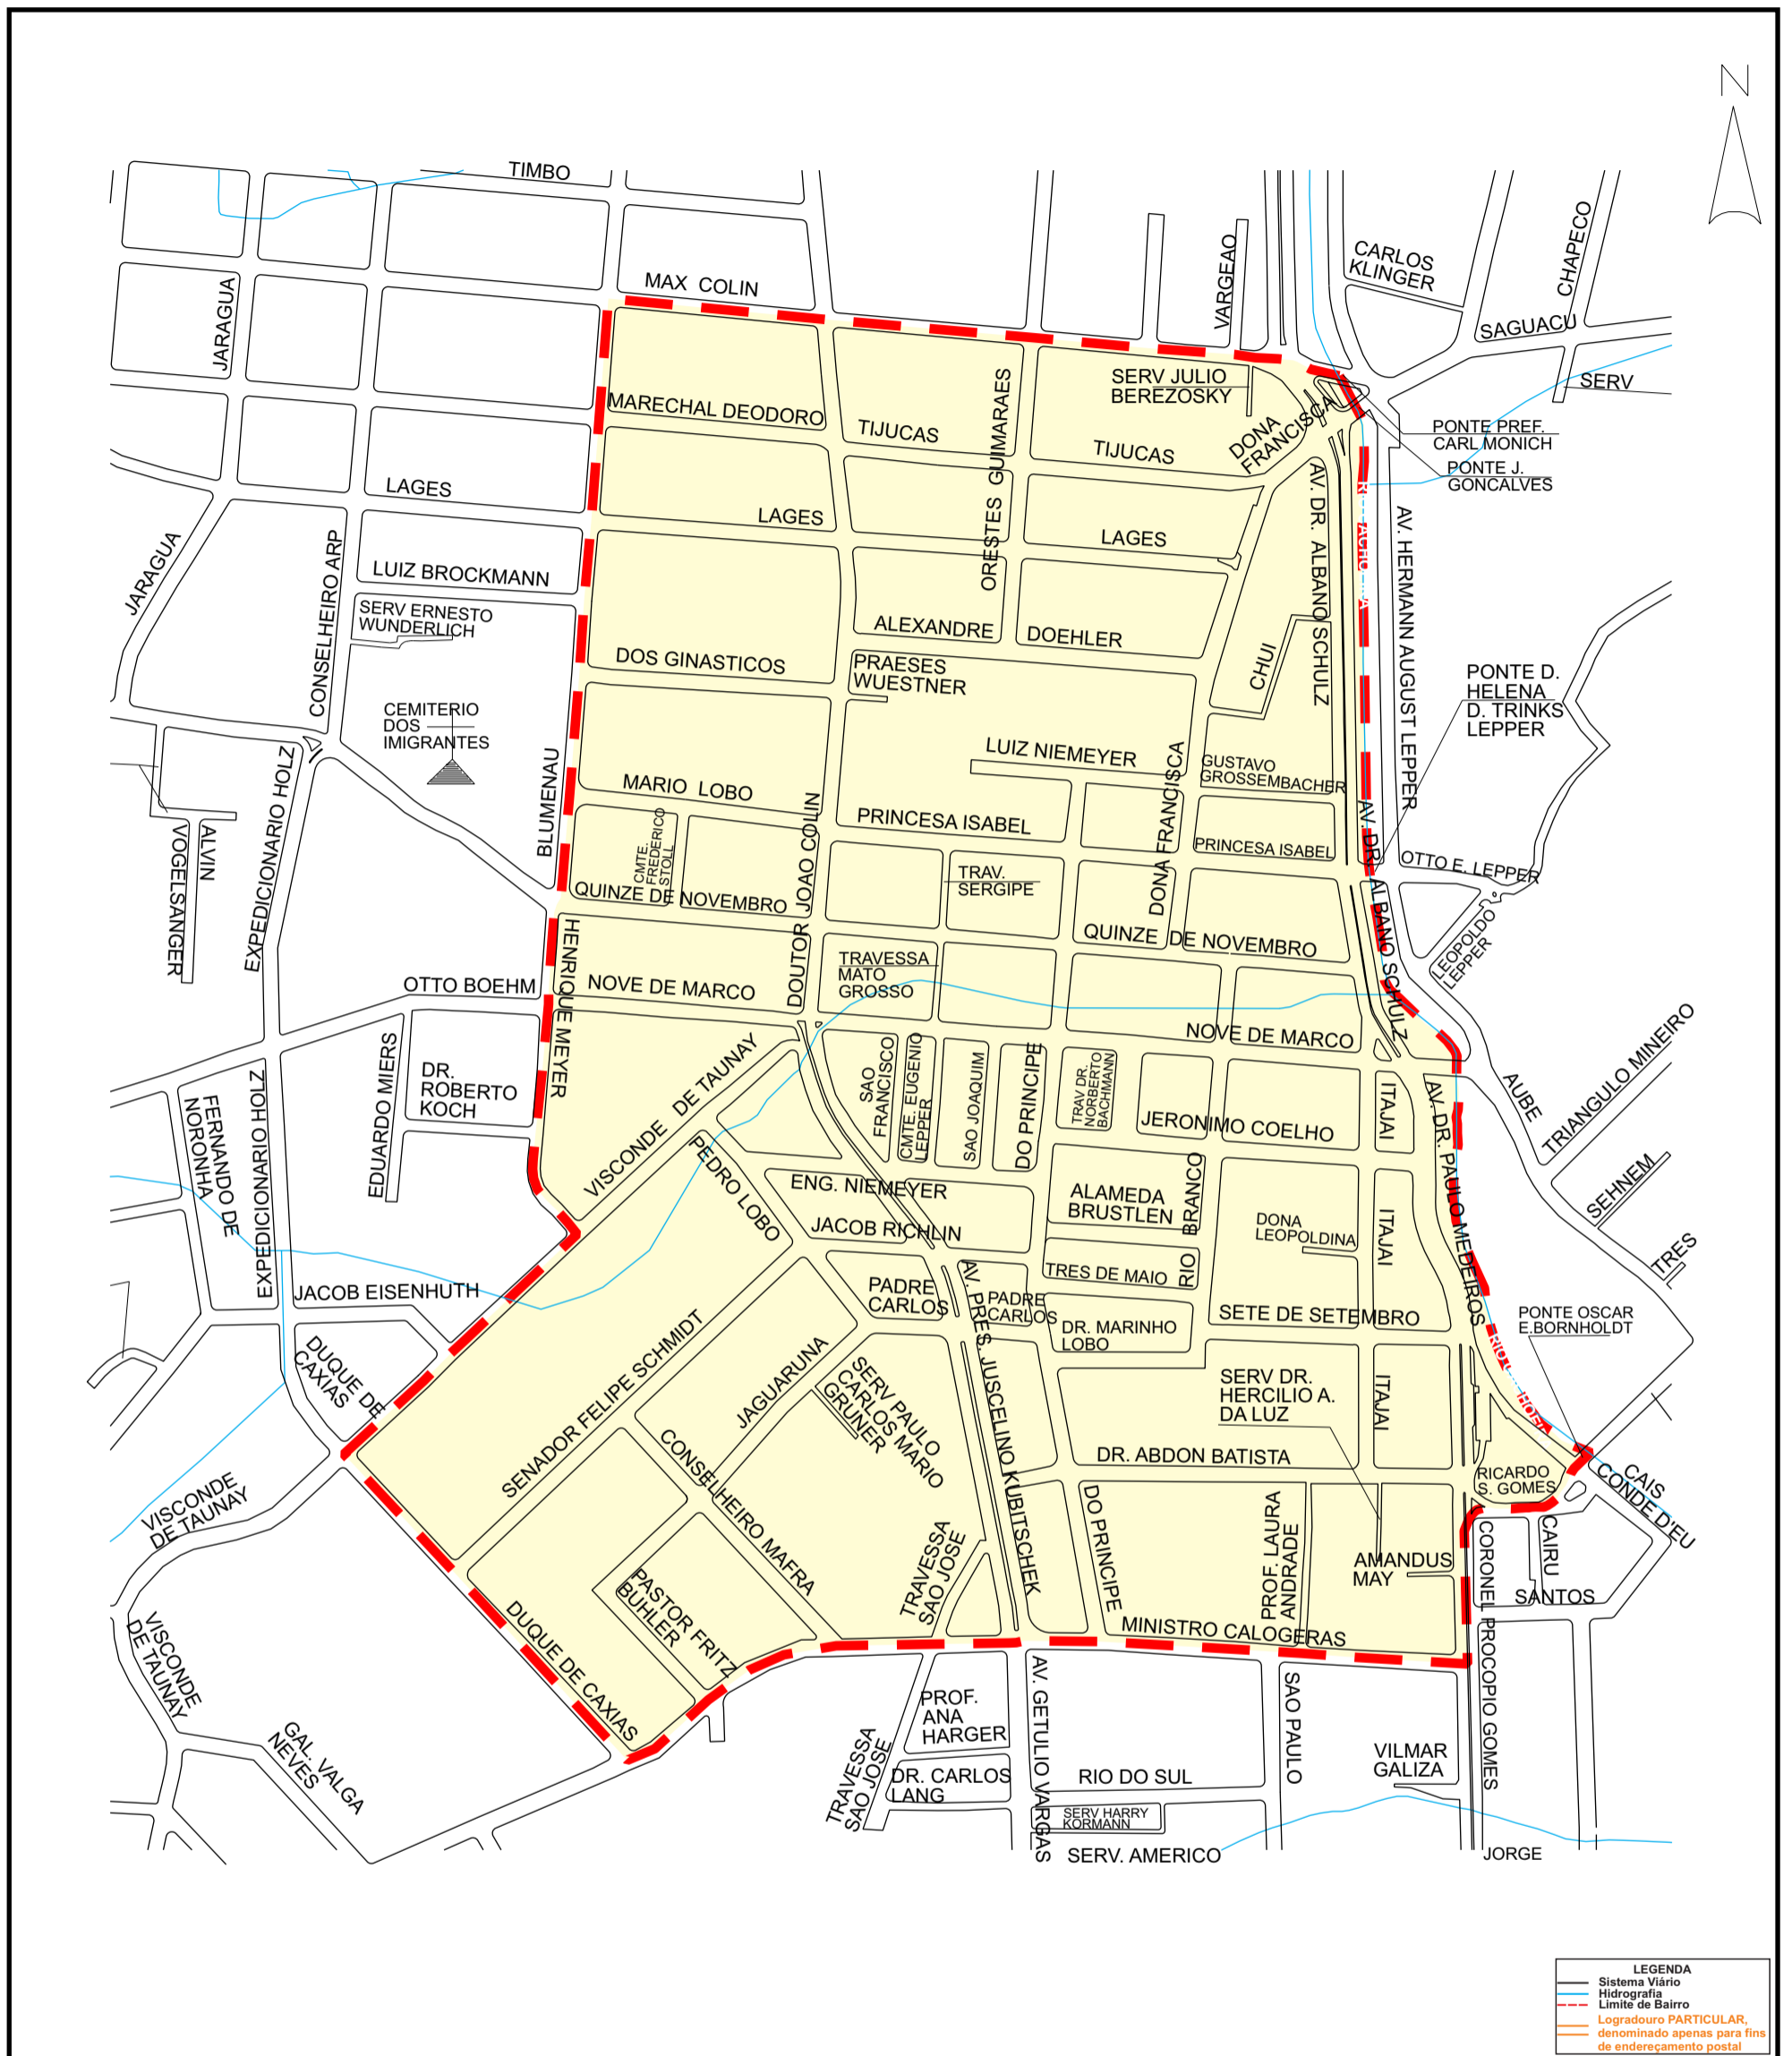 N
TIMBO
MAX COLIN
VARGEAO
CARLOS
KLINGER
CHAPECO
SAGUACU
SERV
JARAGUA
MARECHAL DEODORO
TIJUCAS
ORESTES GUIMARAES
SERV JULIO
BEREZOSKY
TIJUCAS
DONA
FRANCISCA
PONTE PREF.
CARL MONICH
PONTE J.
GONCALVES
LAGES
LAGES
LAGES
AV. DR. ALBANO SCHULZ
AV. HERMANN AUGUST LEPPER
JARAGUA
CONSELHEIRO ARP
LUIZ BROCKMANN
SERV ERNESTO
WUNDERLICH
ALEXANDRE
DOEHLER
DOS GINASTICOS
PRAESES
WUESTNER
CHUI
PONTE D.
HELENA
D. TRINKS
LEPPER
CEMITERIO
DOS
IMIGRANTES
BLUMENAU
LUIZ NIEMEYER
DONA FRANCISCA
GUSTAVO
GROSSEMBACHER
MARIO LOBO
DOUTOR JOAO COLIN
PRINCESA ISABEL
PRINCESA ISABEL
AV. DR. ALBANO SCHULZ
OTTO E. LEPPER
EXPEDICIONARIO HOLZ
ALVIN
VOGELSANGER
CMTE.
FREDERICO
STOLL
TRAV.
SERGIPE
QUINZE DE NOVEMBRO
QUINZE DE NOVEMBRO
LEOPOLDO
LEPPER
HENRIQUE MEYER
OTTO BOEHM
NOVE DE MARCO
TRAVESSA
MATO
GROSSO
NOVE DE MARCO
EDUARDO MIERS
DR.
ROBERTO
KOCH
VISCONDE DE TAUNAY
SAO
FRANCISCO
CMTE. EUGENIO
LEPPER
SAO JOAQUIM
DO PRINCIPE
TRAV DR.
NORBERTO
BACHMANN
JERONIMO COELHO
ITAJAI
AV. DR. PAULO MEDEIROS
AUBE
TRIANGULO MINEIRO
FERNANDO DE
NORONHA
EXPEDICIONARIO HOLZ
PEDRO LOBO
ENG. NIEMEYER
JACOB RICHLIN
ALAMEDA
BRUSTLEN
RIO BRANCO
DONA
LEOPOLDINA
ITAJAI
SEHNEM
TRES
JACOB EISENHUTH
PADRE
CARLOS
AV. PRES. JUSCELINO KUBITSCHEK
PADRE
CARLOS
TRES DE MAIO
DR. MARINHO
LOBO
SETE DE SETEMBRO
PONTE OSCAR
E.BORNHOLDT
DUQUE DE
CAXIAS
SENADOR FELIPE SCHMIDT
JAGUARUNA
SERV PAULO
CARLOS MARIO
GRUNER
SERV DR.
HERCILIO A.
DA LUZ
ITAJAI
CONSELHEIRO MAFRA
DR. ABDON BATISTA
RICARDO
S. GOMES
CAIS
CONDE D'EU
VISCONDE
DE TAUNAY
DO PRINCIPE
PROF. LAURA
ANDRADE
AMANDUS
MAY
CORONEL PROCOPIO GOMES
CAIRU
SANTOS
TRAVESSA
SAO JOSE
PASTOR FRITZ
BUHLER
DUQUE DE CAXIAS
MINISTRO CALOGERAS
VISCONDE
DE TAUNAY
GAL. VALGA
NEVES
PROF.
ANA
HARGER
AV. GETULIO VARGAS
SAO PAULO
TRAVESSA
SAO JOSE
DR. CARLOS
LANG
RIO DO SUL
VILMAR
GALIZA
SERV HARRY
KORMANN
SERV. AMERICO
JORGE
LEGENDA
Sistema Viário
Hidrografia
Limite de Bairro
Logradouro PARTICULAR,
denominado apenas para fins
de endereçamento postal